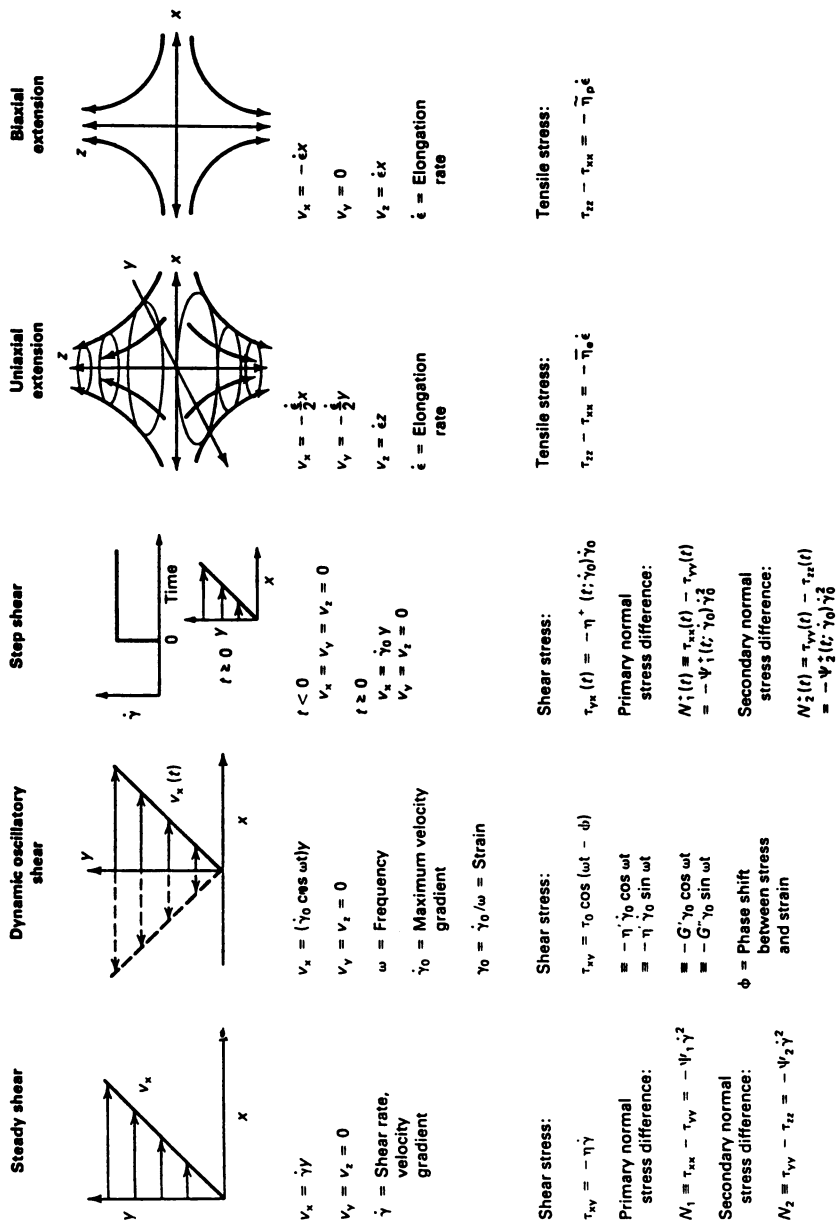 Steady shear
y
v_x
x
v_x = γ̇y
v_y = v_z = 0
γ̇ = Shear rate,
velocity
gradient
Shear stress:
τ_xy = −ηγ̇
Primary normal
stress difference:
N_1 ≡ τ_xx − τ_yy = −Ψ_1 γ̇²
Secondary normal
stress difference:
N_2 ≡ τ_yy − τ_zz = −Ψ_2 γ̇²
Dynamic oscillatory
shear
y
v_x (t)
x
v_x = (γ̇_0 cos ωt)y
v_y = v_z = 0
ω = Frequency
γ̇_0 = Maximum velocity
gradient
γ_0 = γ̇_0/ω = Strain
Shear stress:
τ_xy = τ_0 cos (ωt − ϕ)
≡ −η′γ̇_0 cos ωt
≡ −η″γ̇_0 sin ωt
≡ −G′γ_0 cos ωt
≡ −G″γ_0 sin ωt
ϕ = Phase shift
between stress
and strain
Step shear
γ̇
0
Time
t ≥ 0
y
x
t < 0
v_x = v_y = v_z = 0
t ≥ 0
v_x = γ̇_0 y
v_y = v_z = 0
Shear stress:
τ_yx (t) = −η⁺ (t; γ̇_0) γ̇_0
Primary normal
stress difference:
N_1⁺(t) ≡ τ_xx(t) − τ_yy(t)
= −Ψ_1⁺(t; γ̇_0) γ̇_0²
Secondary normal
stress difference:
N_2⁺(t) = τ_yy(t) − τ_zz(t)
= −Ψ_2⁺(t; γ̇_0) γ̇_0²
Uniaxial
extension
z
y
x
v_x = −ε̇/2 x
v_y = −ε̇/2 y
v_z = ε̇z
ε̇ = Elongation
rate
Tensile stress:
τ_zz − τ_xx = −η̄_e ε̇
Biaxial
extension
z
x
v_x = −ε̇x
v_y = 0
v_z = ε̇x
ε̇ = Elongation
rate
Tensile stress:
τ_zz − τ_xx = −η̃_p ε̇